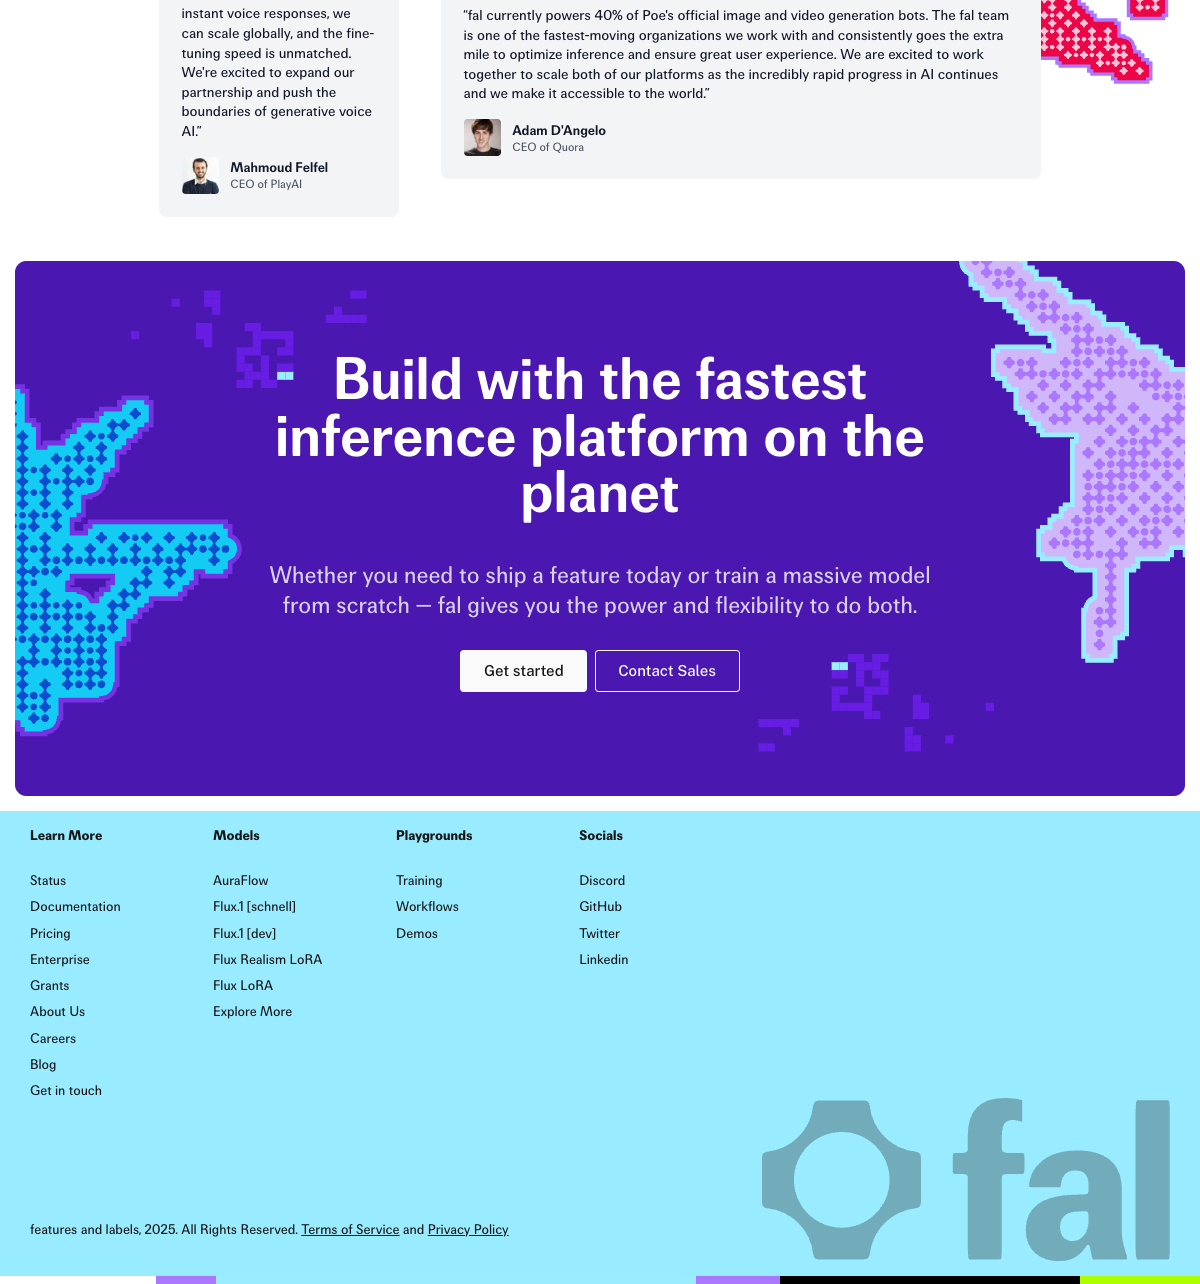 instant voice responses, we
can scale globally, and the fine-
tuning speed is unmatched.
We're excited to expand our
partnership and push the
boundaries of generative voice
AI.”
Mahmoud Felfel
CEO of PlayAI
“fal currently powers 40% of Poe's official image and video generation bots. The fal team
is one of the fastest-moving organizations we work with and consistently goes the extra
mile to optimize inference and ensure great user experience. We are excited to work
together to scale both of our platforms as the incredibly rapid progress in AI continues
and we make it accessible to the world.”
Adam D'Angelo
CEO of Quora
Build with the fastest
inference platform on the
planet
Whether you need to ship a feature today or train a massive model
from scratch — fal gives you the power and flexibility to do both.
Get started
Contact Sales
Learn More
Status
Documentation
Pricing
Enterprise
Grants
About Us
Careers
Blog
Get in touch
Models
AuraFlow
Flux.1 [schnell]
Flux.1 [dev]
Flux Realism LoRA
Flux LoRA
Explore More
Playgrounds
Training
Workflows
Demos
Socials
Discord
GitHub
Twitter
Linkedin
fal
features and labels, 2025. All Rights Reserved. Terms of Service and Privacy Policy